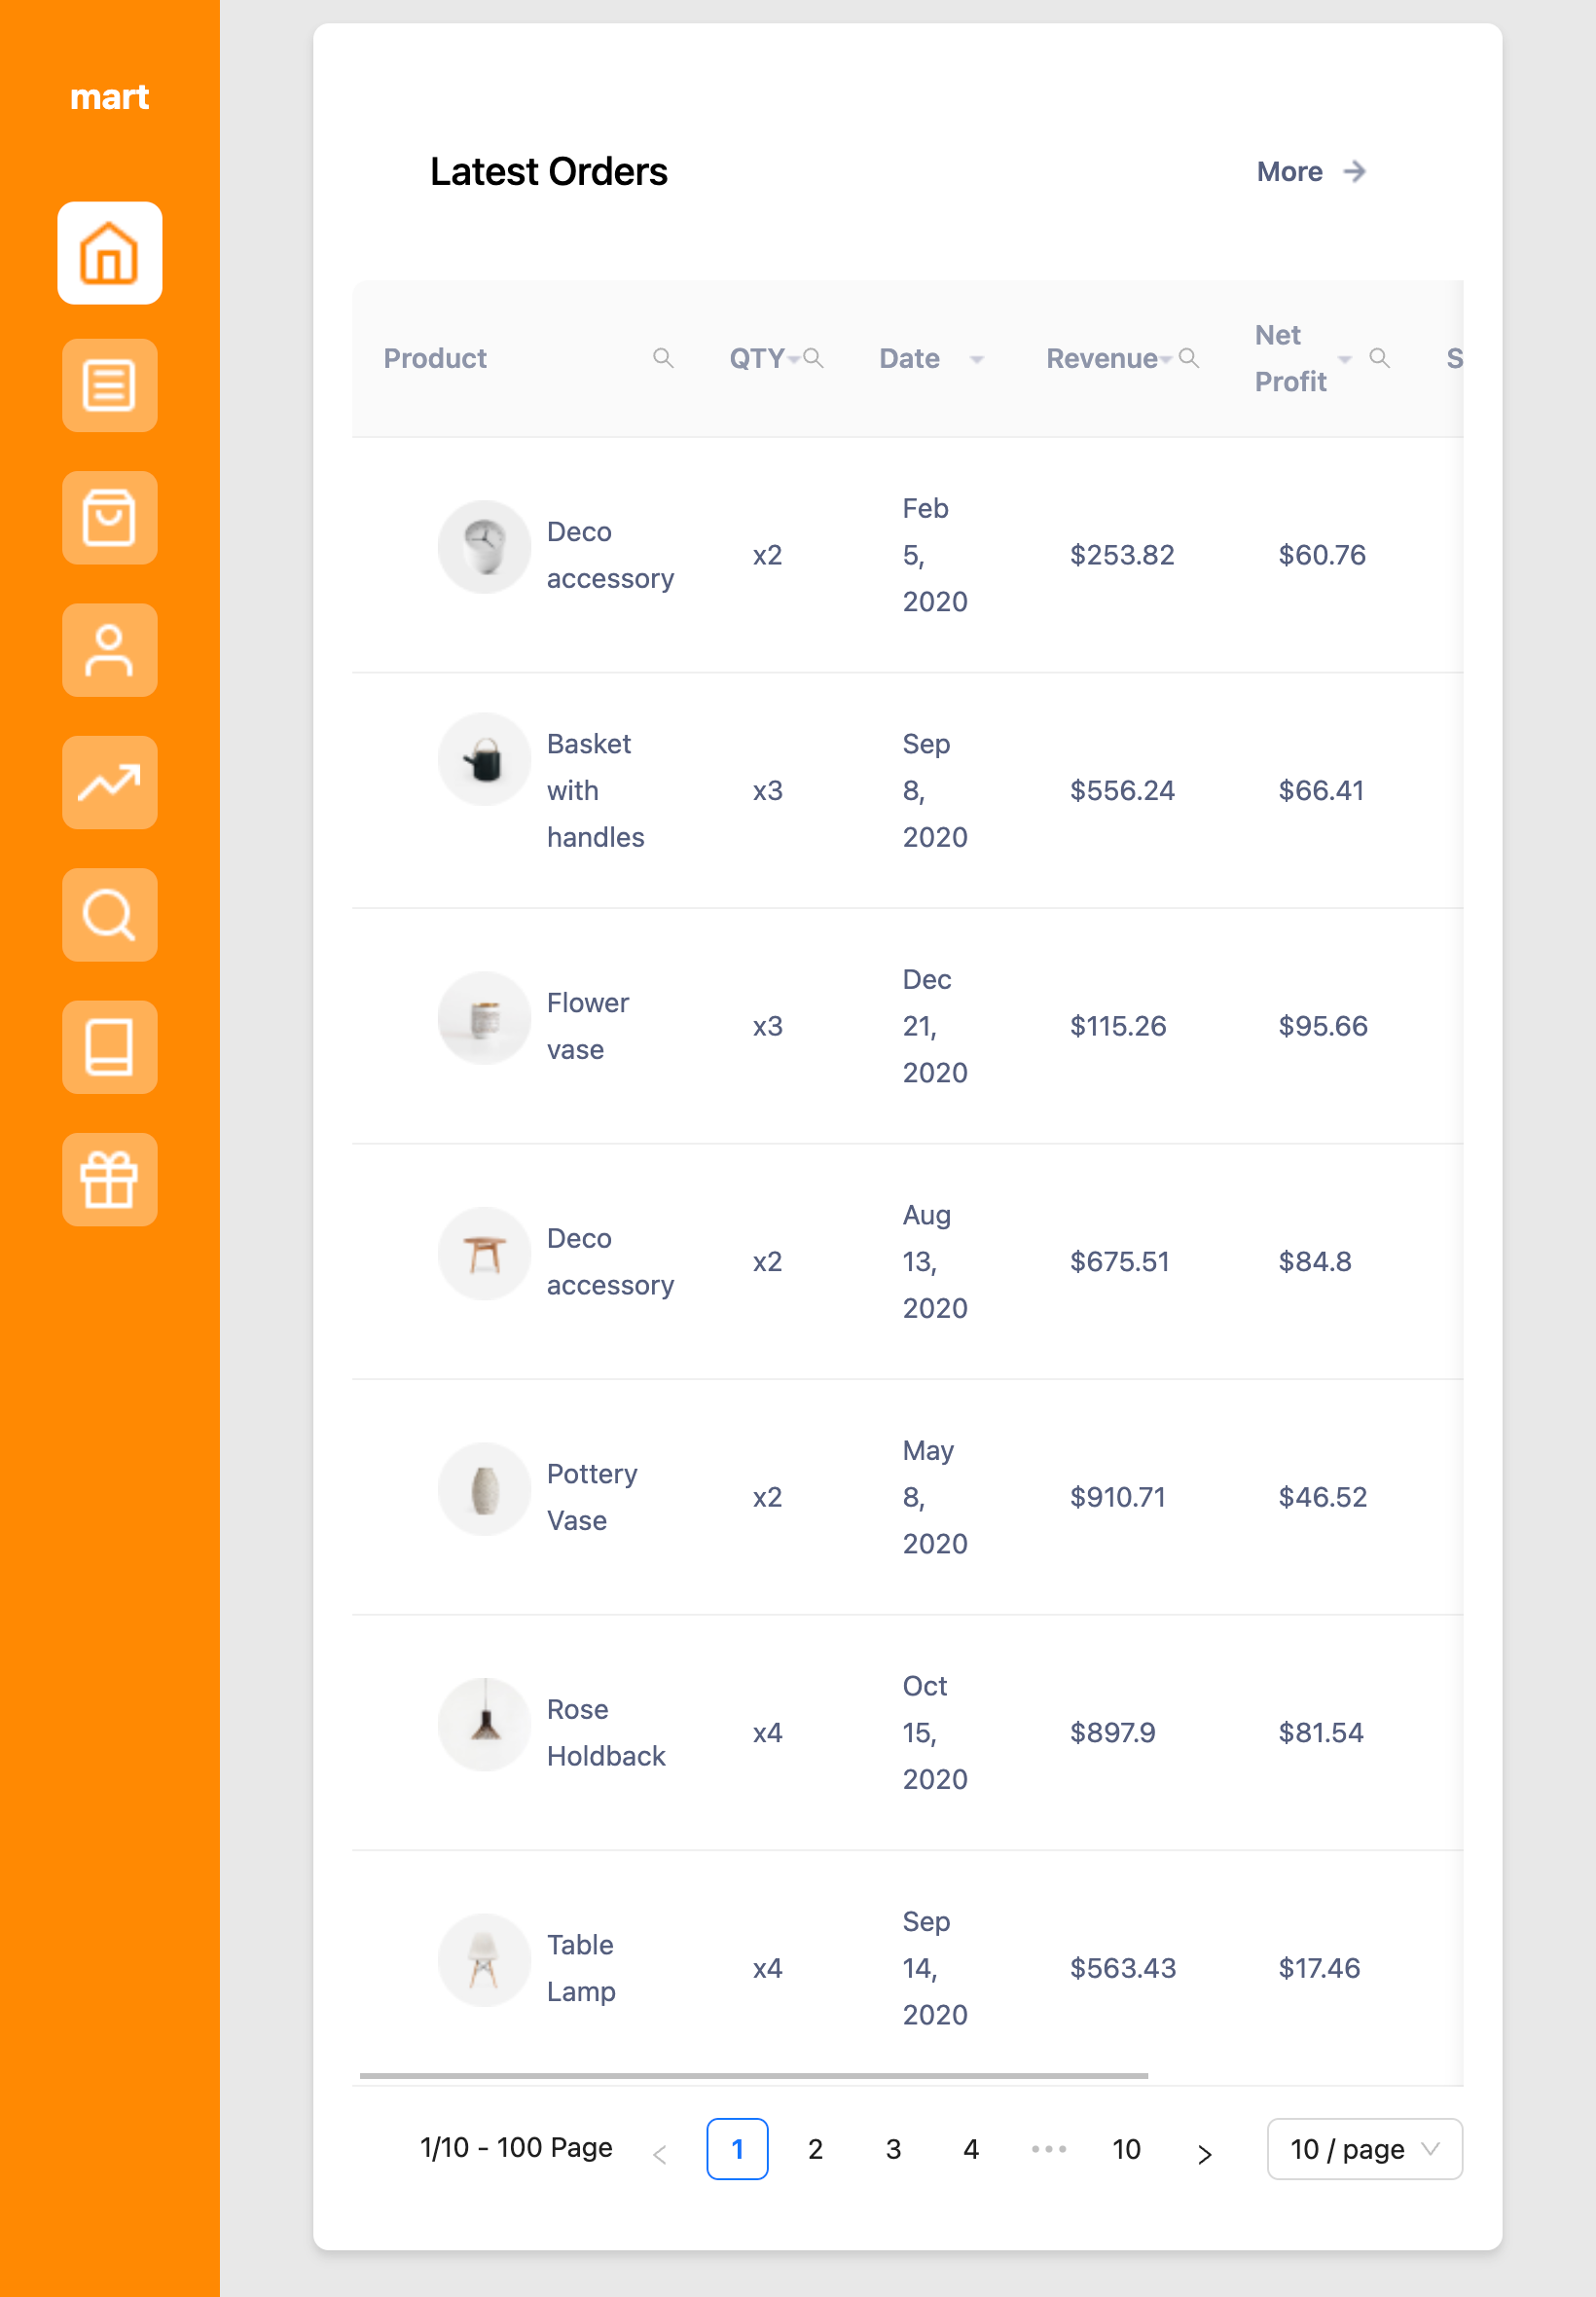 mart
Latest Orders
More
Product
QTY
Date
Revenue
Net
Profit
S
Deco
accessory
x2
Feb
5,
2020
$253.82
$60.76
Basket
with
handles
x3
Sep
8,
2020
$556.24
$66.41
Flower
vase
x3
Dec
21,
2020
$115.26
$95.66
Deco
accessory
x2
Aug
13,
2020
$675.51
$84.8
Pottery
Vase
x2
May
8,
2020
$910.71
$46.52
Rose
Holdback
x4
Oct
15,
2020
$897.9
$81.54
Table
Lamp
x4
Sep
14,
2020
$563.43
$17.46
1/10 - 100 Page
1
2
3
4
•••
10
10 / page